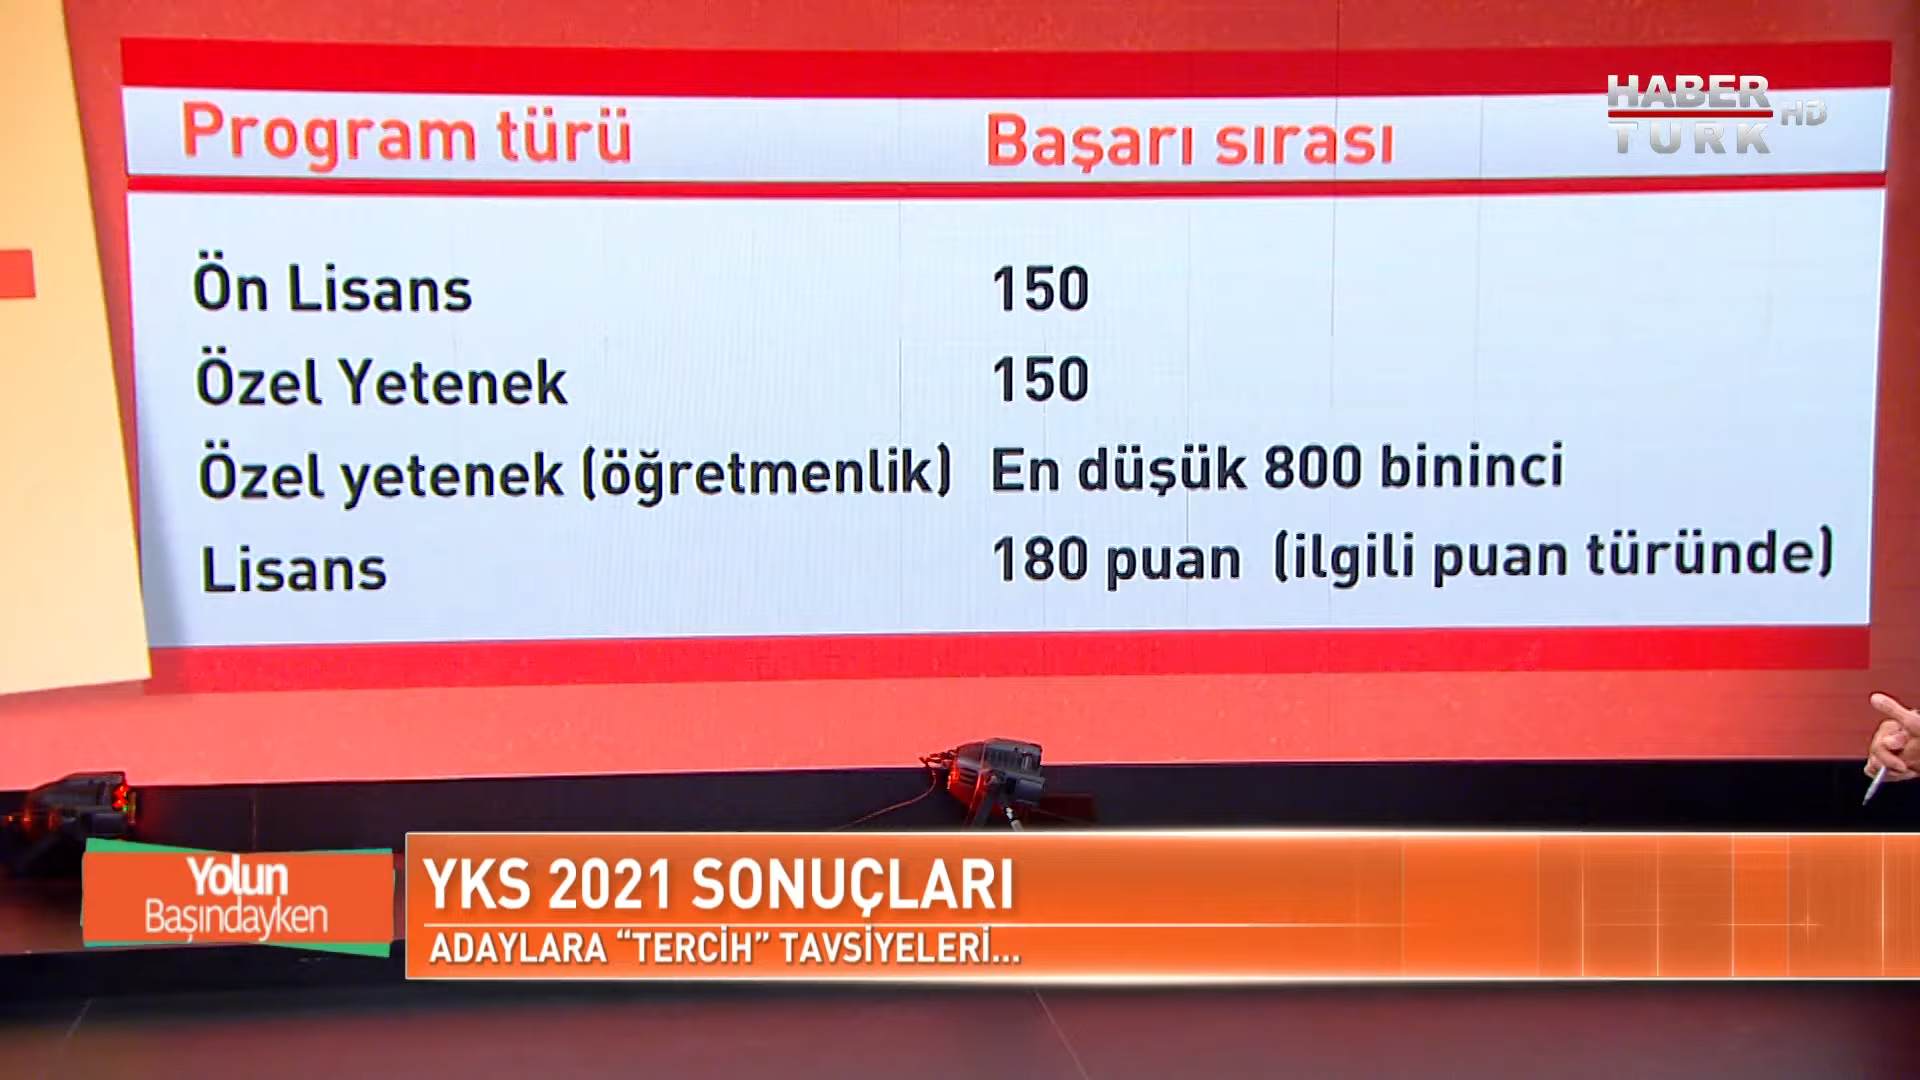 HABER
TÜRK HD
Program türü Başarı sırası
Ön Lisans 150
Özel Yetenek 150
Özel yetenek (öğretmenlik) En düşük 800 bininci
Lisans 180 puan (ilgili puan türünde)
Yolun
Başındayken
YKS 2021 SONUÇLARI
ADAYLARA “TERCİH” TAVSİYELERİ...